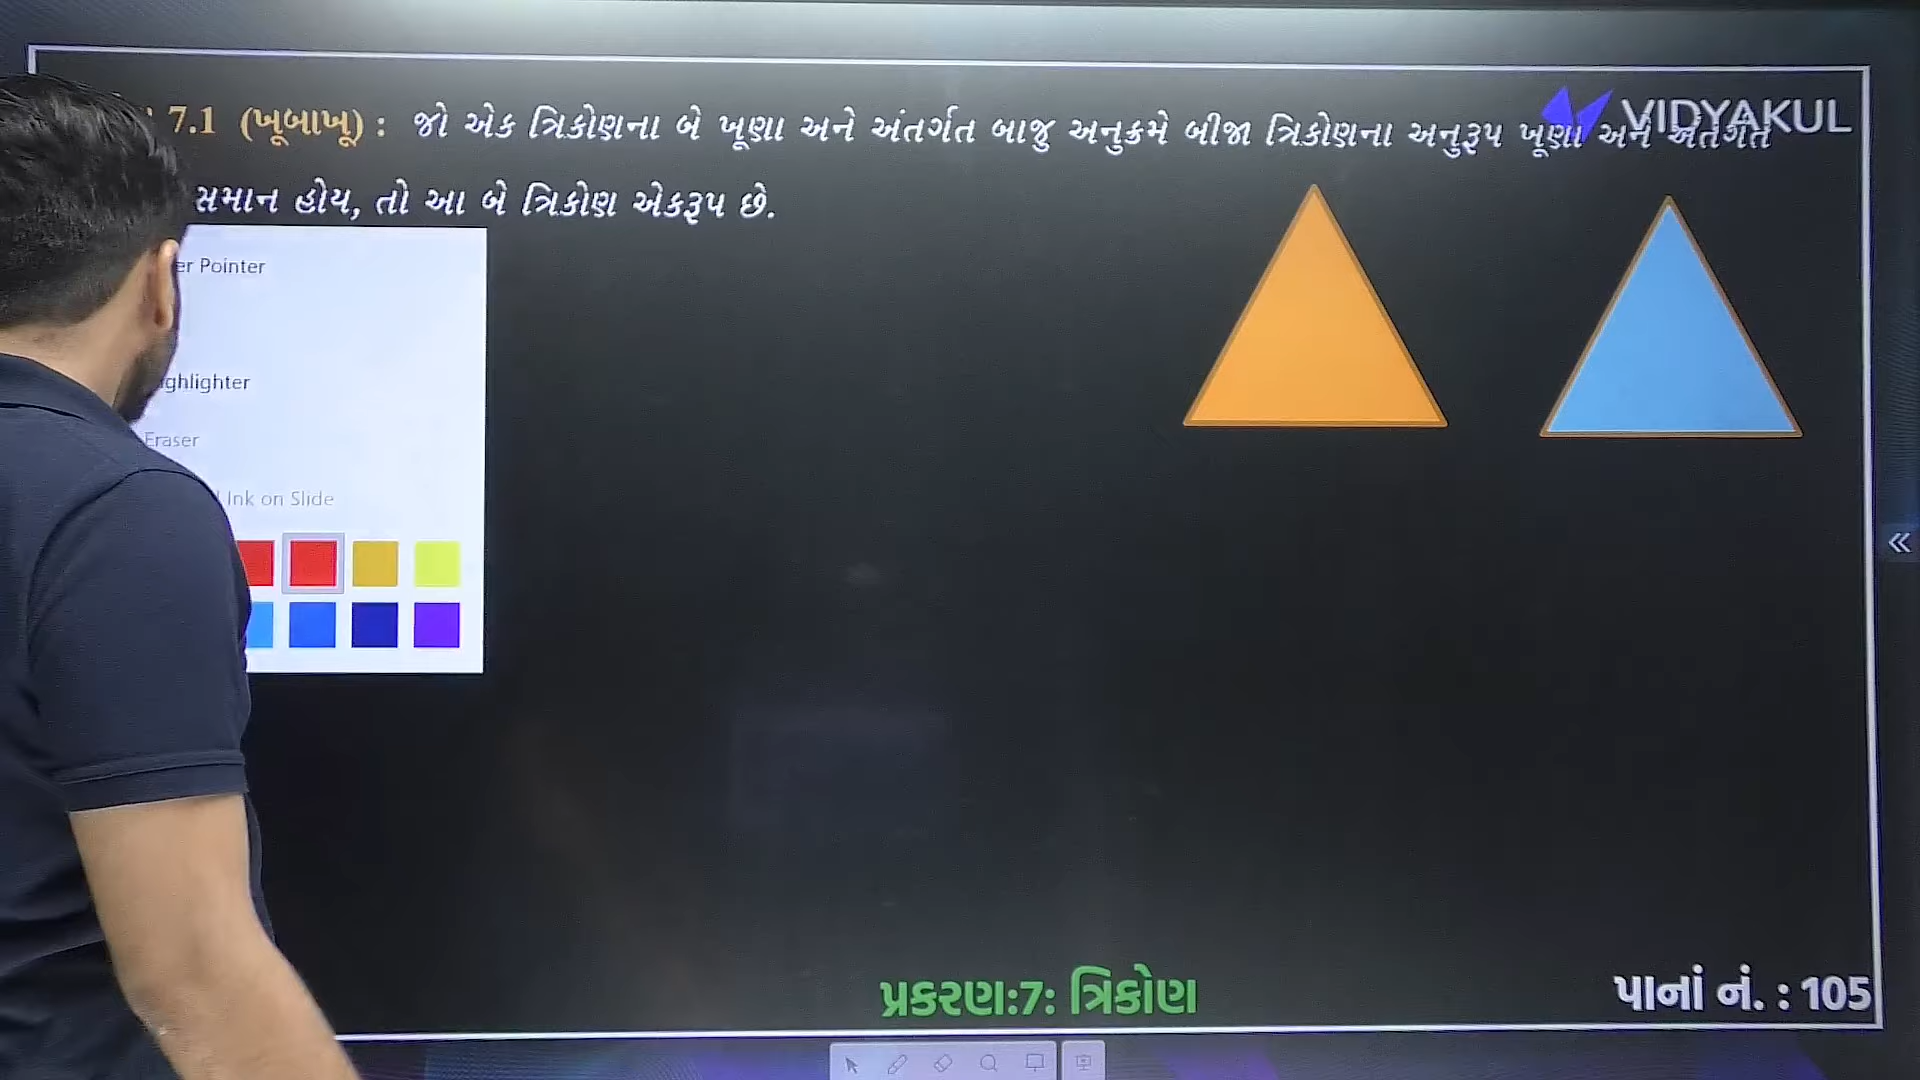 7.1 (ખૂબાખૂ) : જો એક ત્રિકોણના બે ખૂણા અને અંતર્ગત બાજુ અનુક્રમે બીજા ત્રિકોણના અનુરૂપ ખૂણા અને અંતર્ગત
VIDYAKUL
સમાન હોય, તો આ બે ત્રિકોણ એકરૂપ છે.
er Pointer
ghlighter
Eraser
Ink on Slide
પ્રકરણ:7: ત્રિકોણ
પાનાં નં. : 105